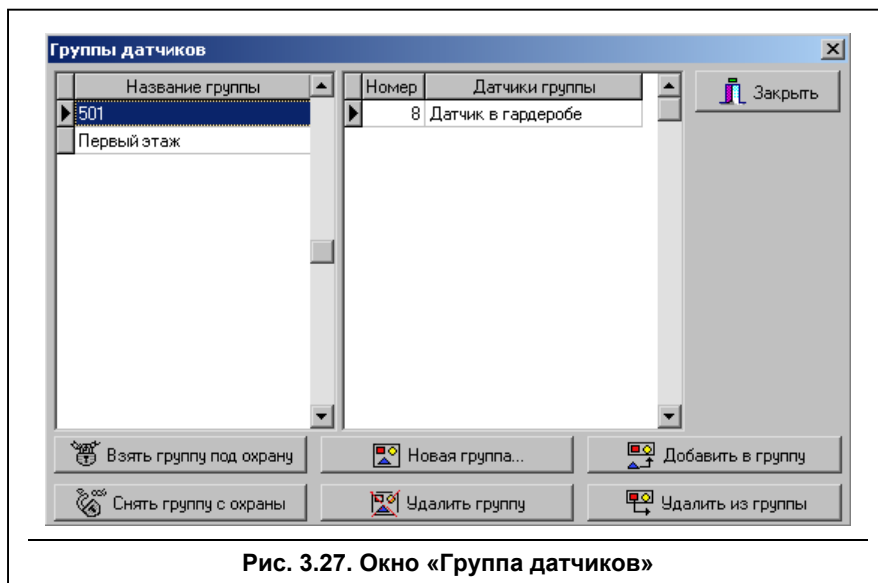 Группы датчиков
Название группы
501
Первый этаж
Номер Датчики группы
8 Датчик в гардеробе
Закрыть
Взять группу под охрану
Новая группа...
Добавить в группу
Снять группу с охраны
Удалить группу
Удалить из группы
Рис. 3.27. Окно «Группа датчиков»